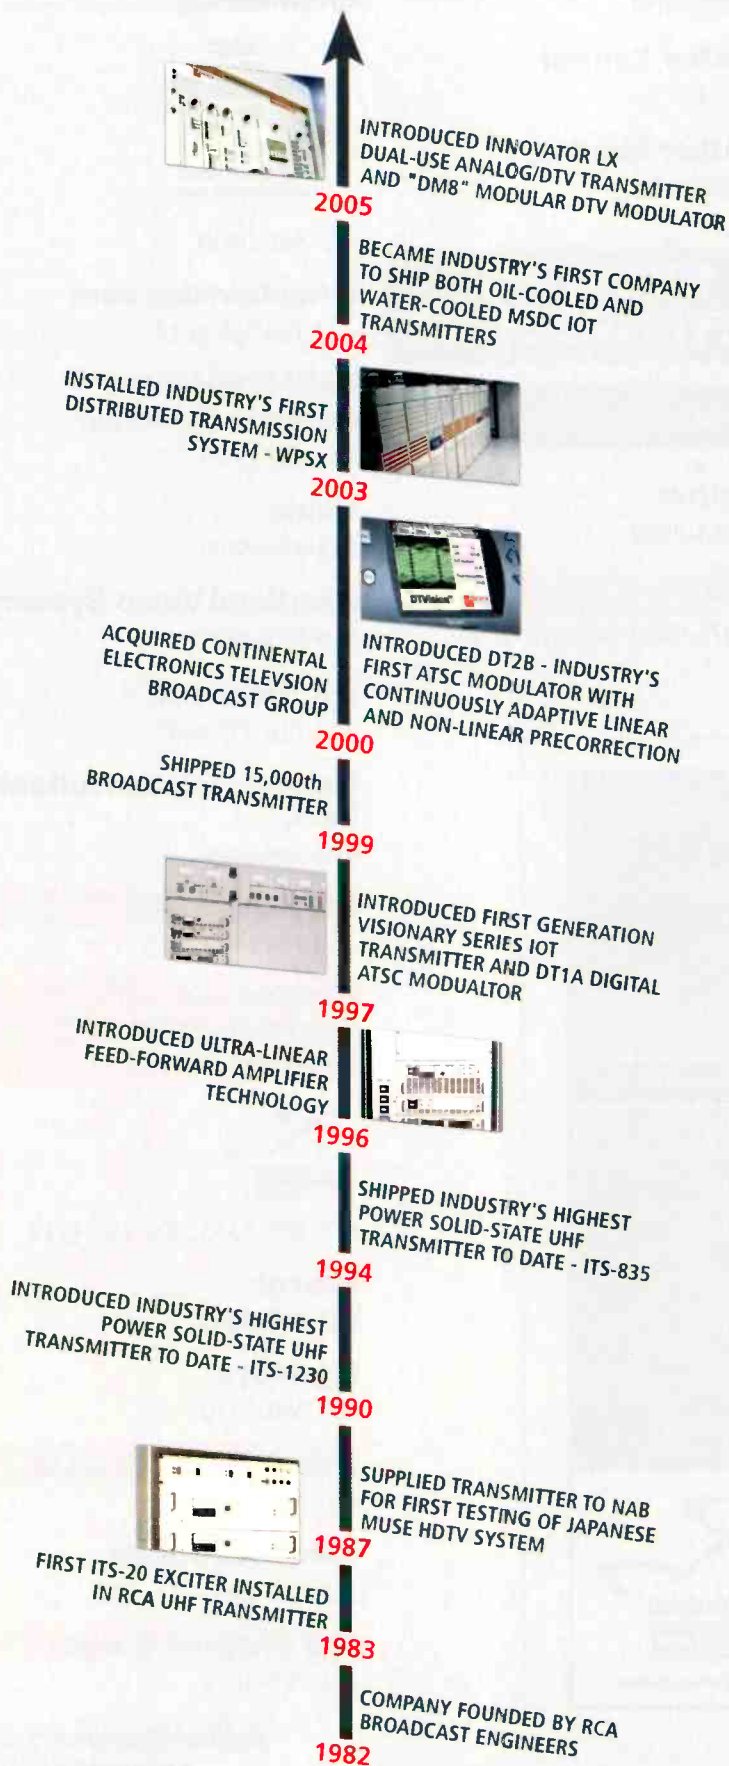 INTRODUCED INNOVATOR LX
DUAL-USE ANALOG/DTV TRANSMITTER
AND "DM8" MODULAR DTV MODULATOR
2005
BECAME INDUSTRY'S FIRST COMPANY
TO SHIP BOTH OIL-COOLED AND
WATER-COOLED MSDC IOT
TRANSMITTERS
2004
INSTALLED INDUSTRY'S FIRST
DISTRIBUTED TRANSMISSION
SYSTEM - WPSX
2003
DTVision™
ACQUIRED CONTINENTAL
ELECTRONICS TELEVSION
BROADCAST GROUP
INTRODUCED DT2B - INDUSTRY'S
FIRST ATSC MODULATOR WITH
CONTINUOUSLY ADAPTIVE LINEAR
AND NON-LINEAR PRECORRECTION
2000
SHIPPED 15,000th
BROADCAST TRANSMITTER
1999
INTRODUCED FIRST GENERATION
VISIONARY SERIES IOT
TRANSMITTER AND DT1A DIGITAL
ATSC MODUALTOR
1997
INTRODUCED ULTRA-LINEAR
FEED-FORWARD AMPLIFIER
TECHNOLOGY
1996
SHIPPED INDUSTRY'S HIGHEST
POWER SOLID-STATE UHF
TRANSMITTER TO DATE - ITS-835
1994
INTRODUCED INDUSTRY'S HIGHEST
POWER SOLID-STATE UHF
TRANSMITTER TO DATE - ITS-1230
1990
SUPPLIED TRANSMITTER TO NAB
FOR FIRST TESTING OF JAPANESE
MUSE HDTV SYSTEM
1987
FIRST ITS-20 EXCITER INSTALLED
IN RCA UHF TRANSMITTER
1983
COMPANY FOUNDED BY RCA
BROADCAST ENGINEERS
1982